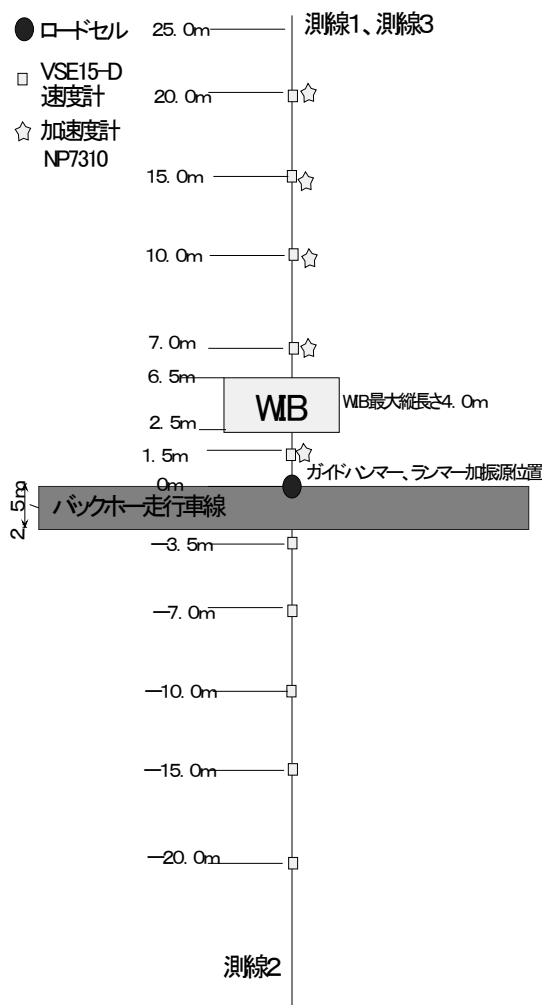 ロードセル
VSE15-D
速度計
加速度計
NP7310
測線1、測線3
25. 0m
20. 0m
15. 0m
10. 0m
7. 0m
6. 5m
WIB
WIB最大縦長さ4. 0m
2. 5m
1. 5m
ガイドハンマー、ランマー加振源位置
0m
バックホー走行車線
2. 5m
−3. 5m
−7. 0m
−10. 0m
−15. 0m
−20. 0m
測線2